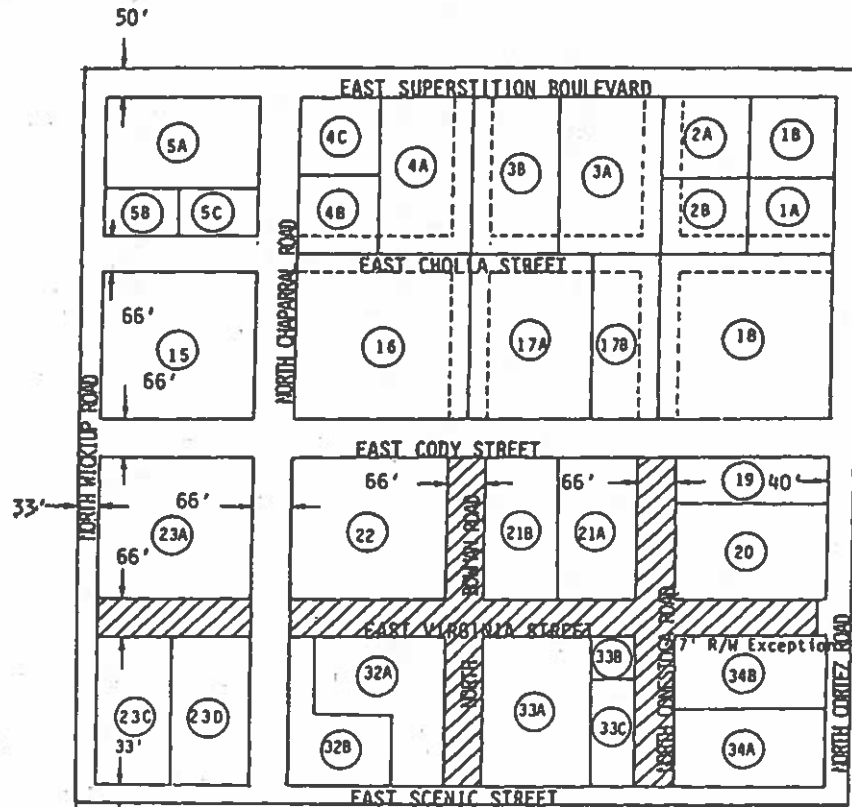 50'
EAST SUPERSTITION BOULEVARD
5A
4C
4A
3B
3A
2A
1B
5B
5C
4B
2B
1A
NORTH CHAPARRAL ROAD
EAST CHOLLA STREET
66'
15
66'
16
17A
17B
18
NORTH WICKIUP ROAD
EAST CODY STREET
66'
66'
19
40'
33'
66'
23A
22
BOWMAN ROAD
21B
21A
20
66'
EAST VIRGINIA STREET
NORTH CONESTOGA ROAD
7' R/W Exception
NORTH CORTEZ ROAD
32A
33B
34B
23C
23D
NORTH
33A
33C
33'
32B
34A
EAST SCENIC STREET